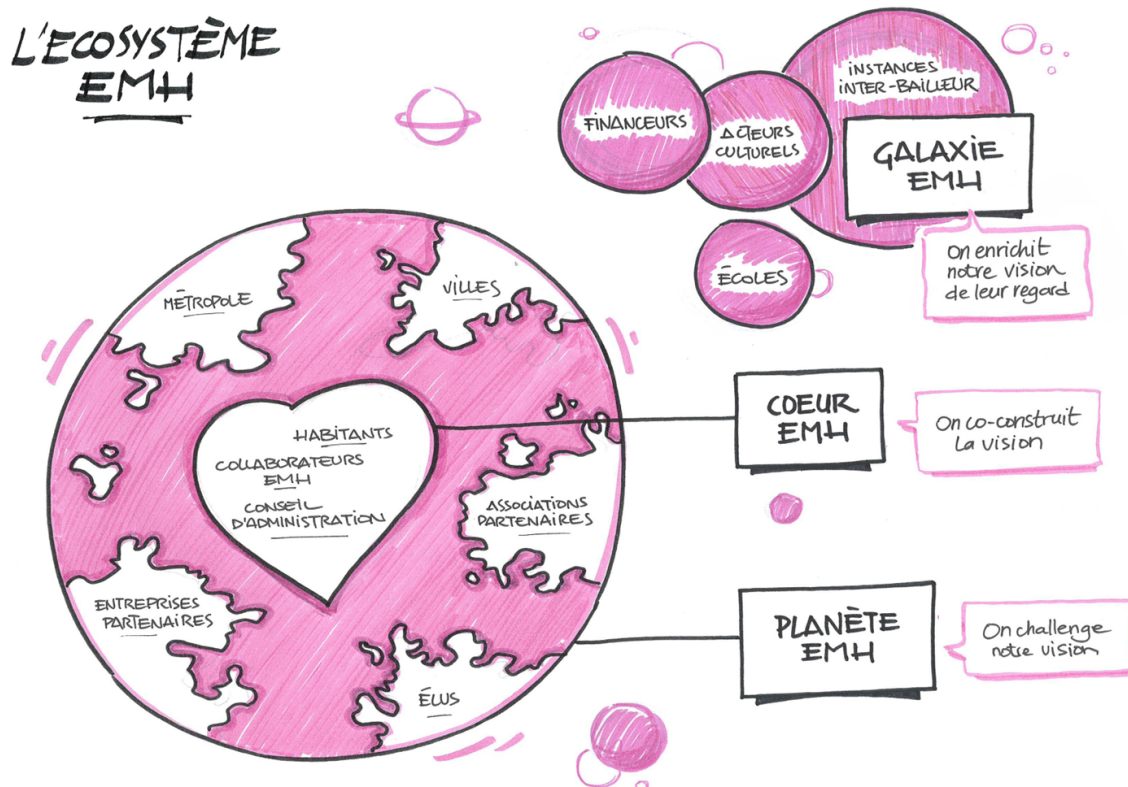 L'ECOSYSTÈME
EMH
FINANCEURS
ACTEURS
CULTURELS
INSTANCES
INTER-BAILLEUR
GALAXIE
EMH
On enrichit
notre vision
de leur regard
ÉCOLES
MÉTROPOLE
VILLES
HABITANTS
COLLABORATEURS
EMH
CONSEIL
D'ADMINISTRATION
ASSOCIATIONS
PARTENAIRES
ENTREPRISES
PARTENAIRES
ÉLUS
COEUR
EMH
On co-construit
La vision
PLANÈTE
EMH
On challenge
notre vision